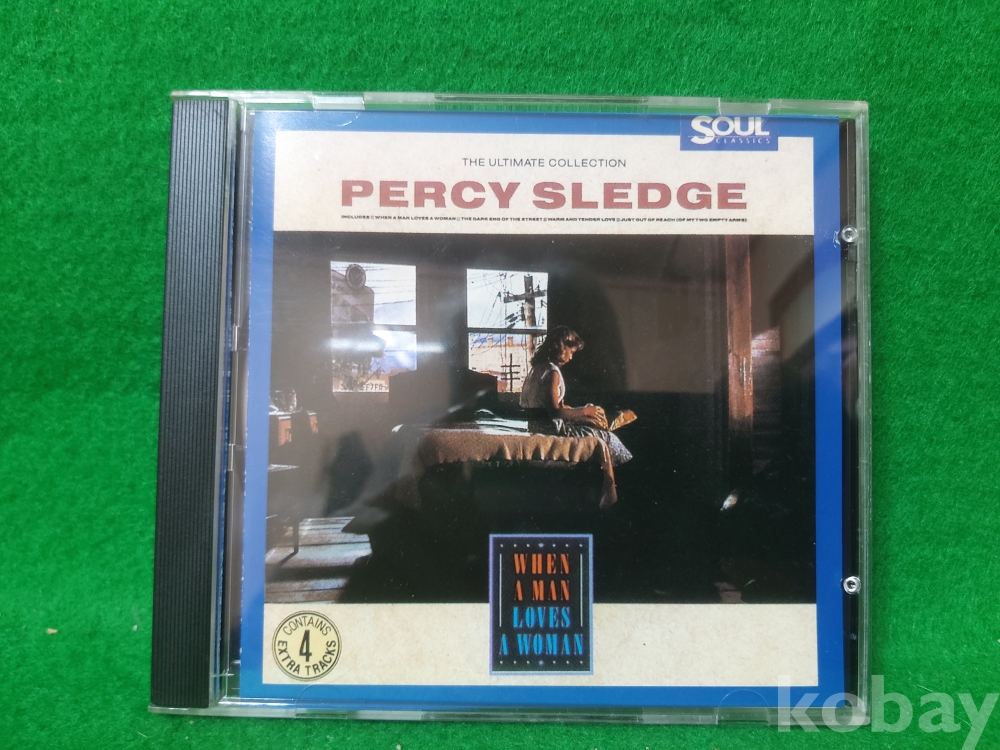 SOUL
CLASSICS
THE ULTIMATE COLLECTION
PERCY SLEDGE
INCLUDES :: WHEN A MAN LOVES A WOMAN :: THE DARK END OF THE STREET :: WARM AND TENDER LOVE :: JUST OUT OF REACH (OF MY TWO EMPTY ARMS)
WHEN
A MAN
LOVES
A WOMAN
CONTAINS
4
EXTRA TRACKS
kobay